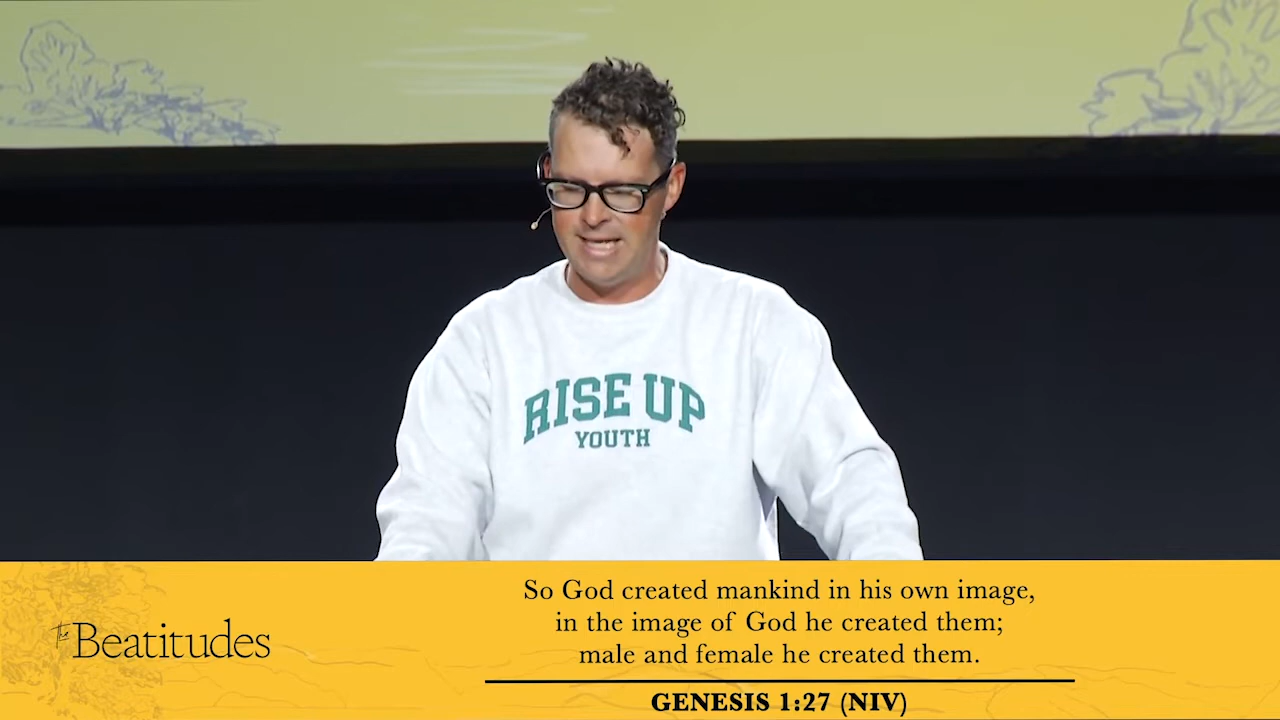 RISE UP
YOUTH
The Beatitudes
So God created mankind in his own image,
in the image of God he created them;
male and female he created them.
GENESIS 1:27 (NIV)